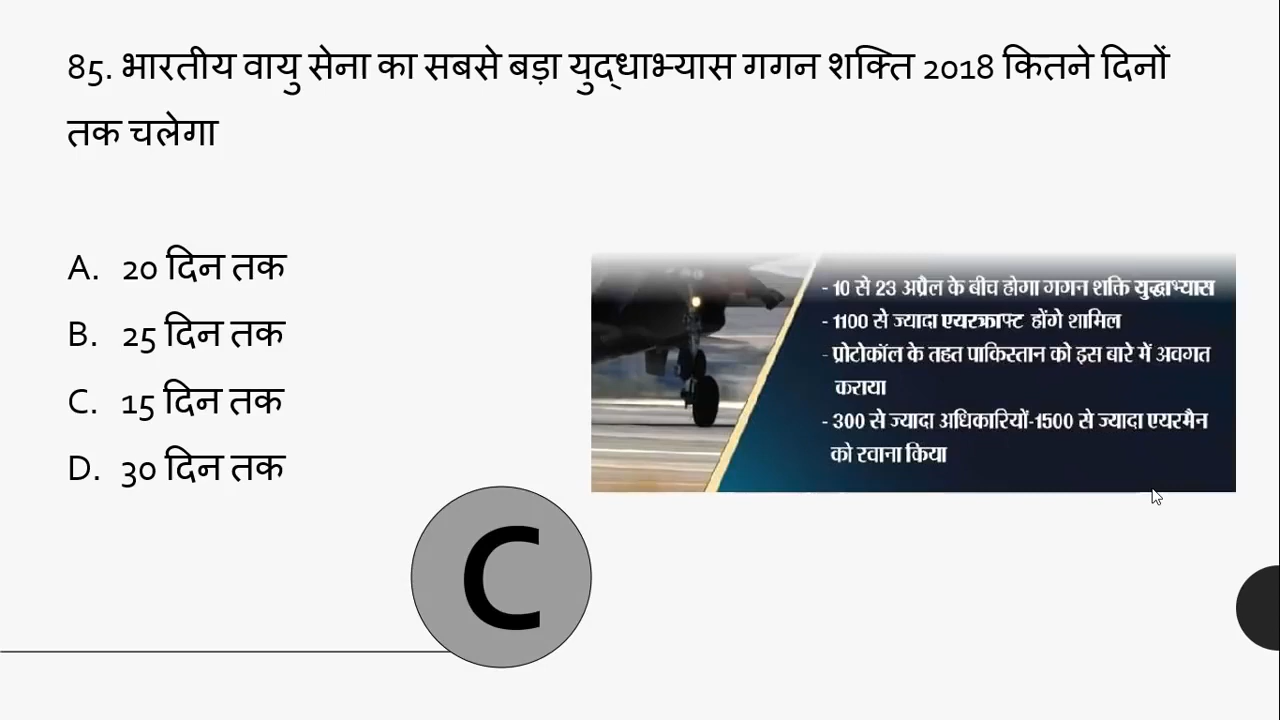 85. भारतीय वायु सेना का सबसे बड़ा युद्धाभ्यास गगन शक्ति 2018 कितने दिनों
तक चलेगा
A. 20 दिन तक
B. 25 दिन तक
C. 15 दिन तक
D. 30 दिन तक
- 10 से 23 अप्रैल के बीच होगा गगन शक्ति युद्धाभ्यास
- 1100 से ज्यादा एयरक्राफ्ट होंगे शामिल
- प्रोटोकॉल के तहत पाकिस्तान को इस बारे में अवगत
कराया
- 300 से ज्यादा अधिकारियों-1500 से ज्यादा एयरमैन
को रवाना किया
C